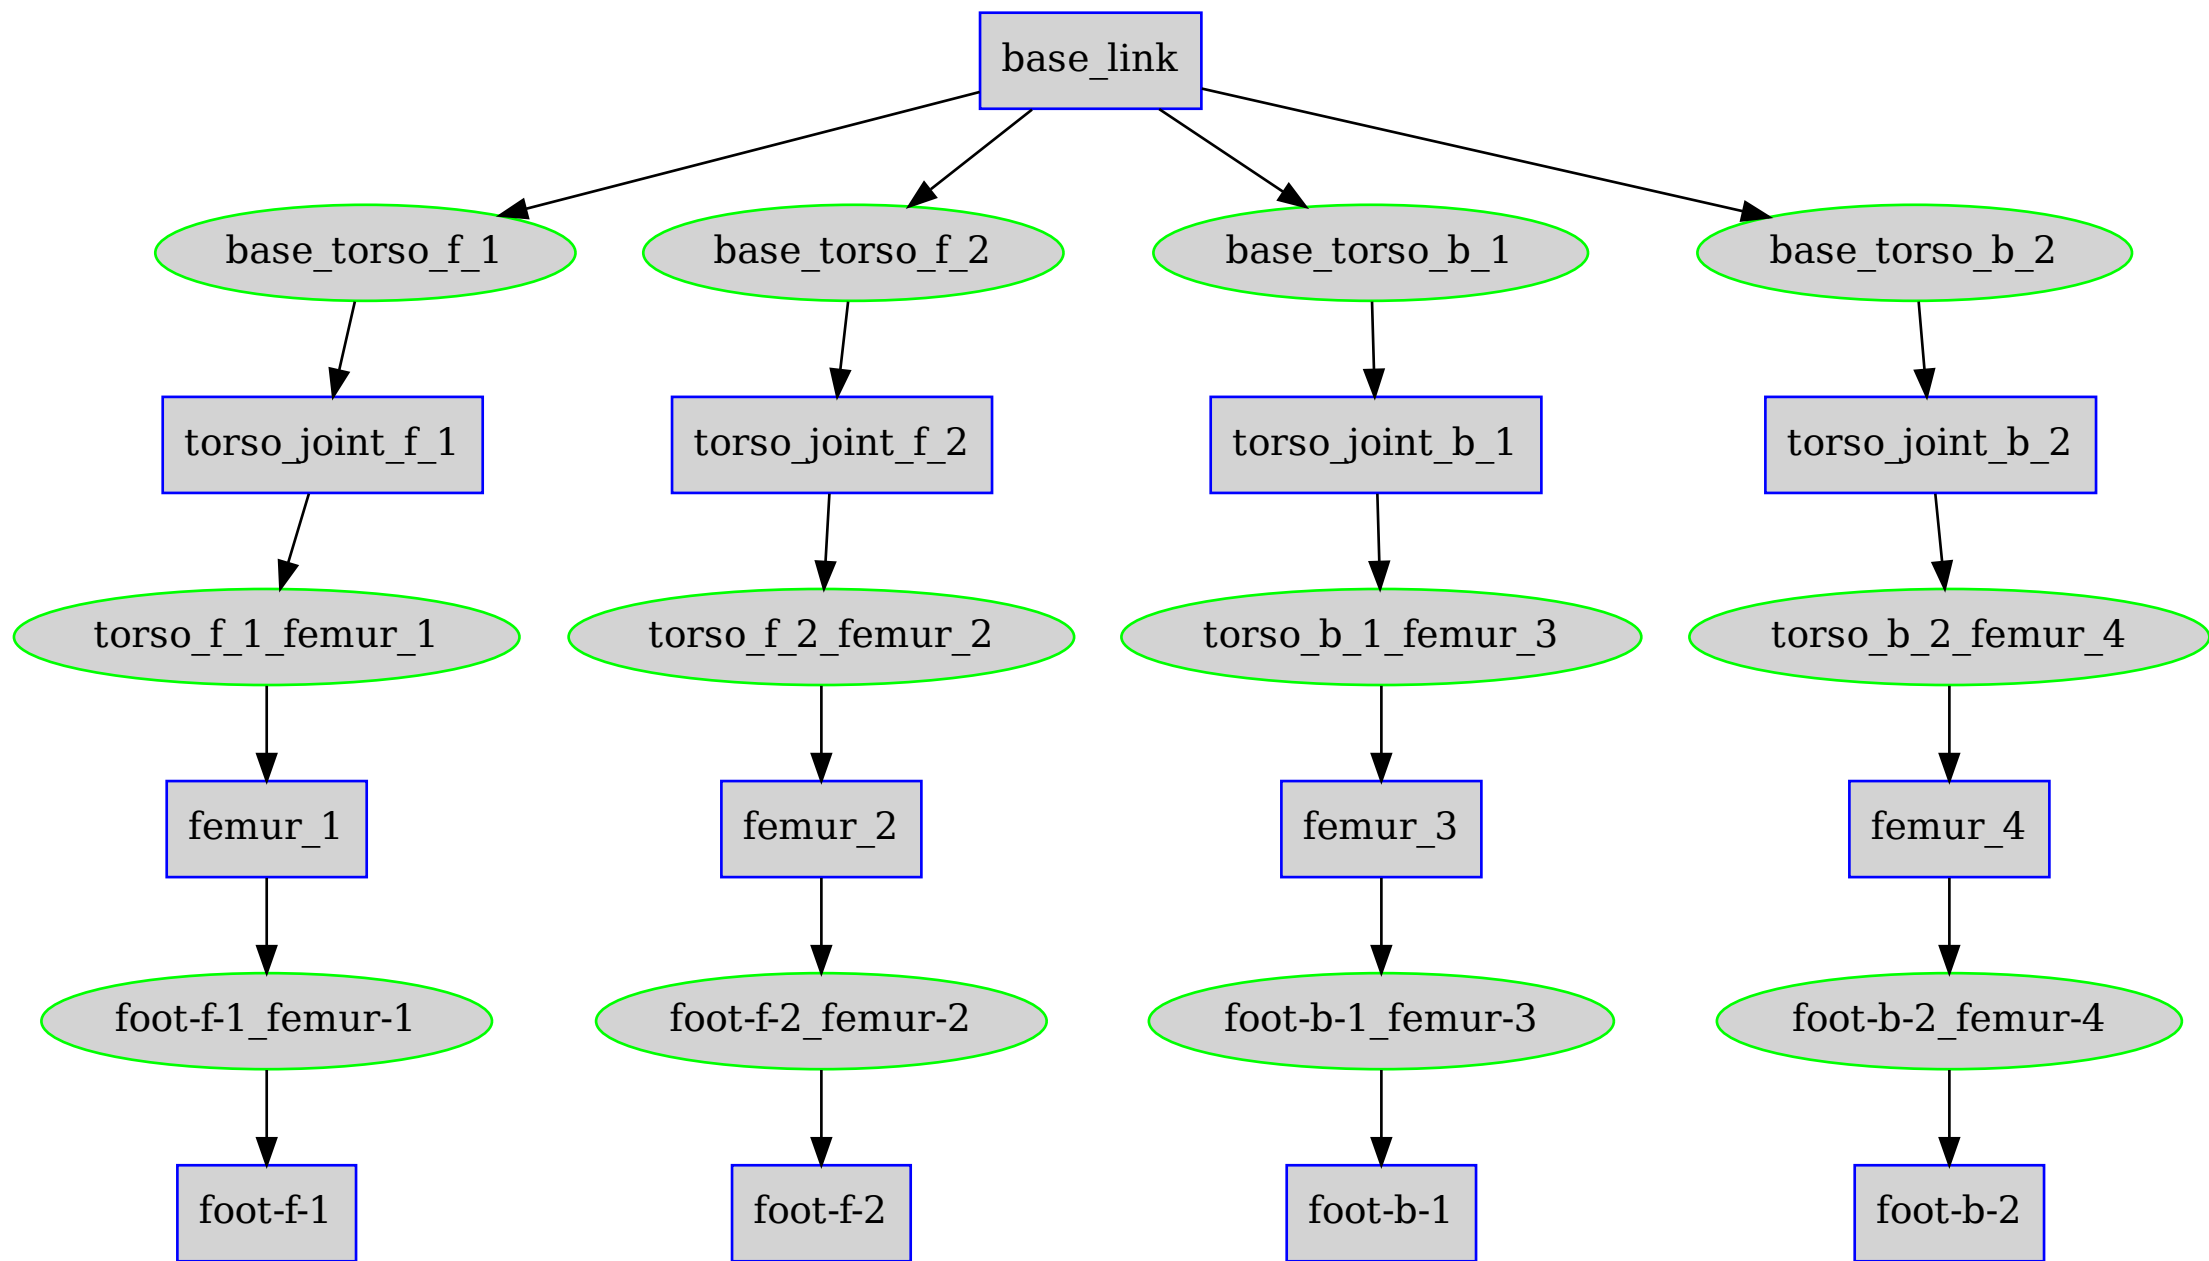 base_link
base_torso_f_1
base_torso_f_2
base_torso_b_1
base_torso_b_2
torso_joint_f_1
torso_joint_f_2
torso_joint_b_1
torso_joint_b_2
torso_f_1_femur_1
torso_f_2_femur_2
torso_b_1_femur_3
torso_b_2_femur_4
femur_1
femur_2
femur_3
femur_4
foot-f-1_femur-1
foot-f-2_femur-2
foot-b-1_femur-3
foot-b-2_femur-4
foot-f-1
foot-f-2
foot-b-1
foot-b-2